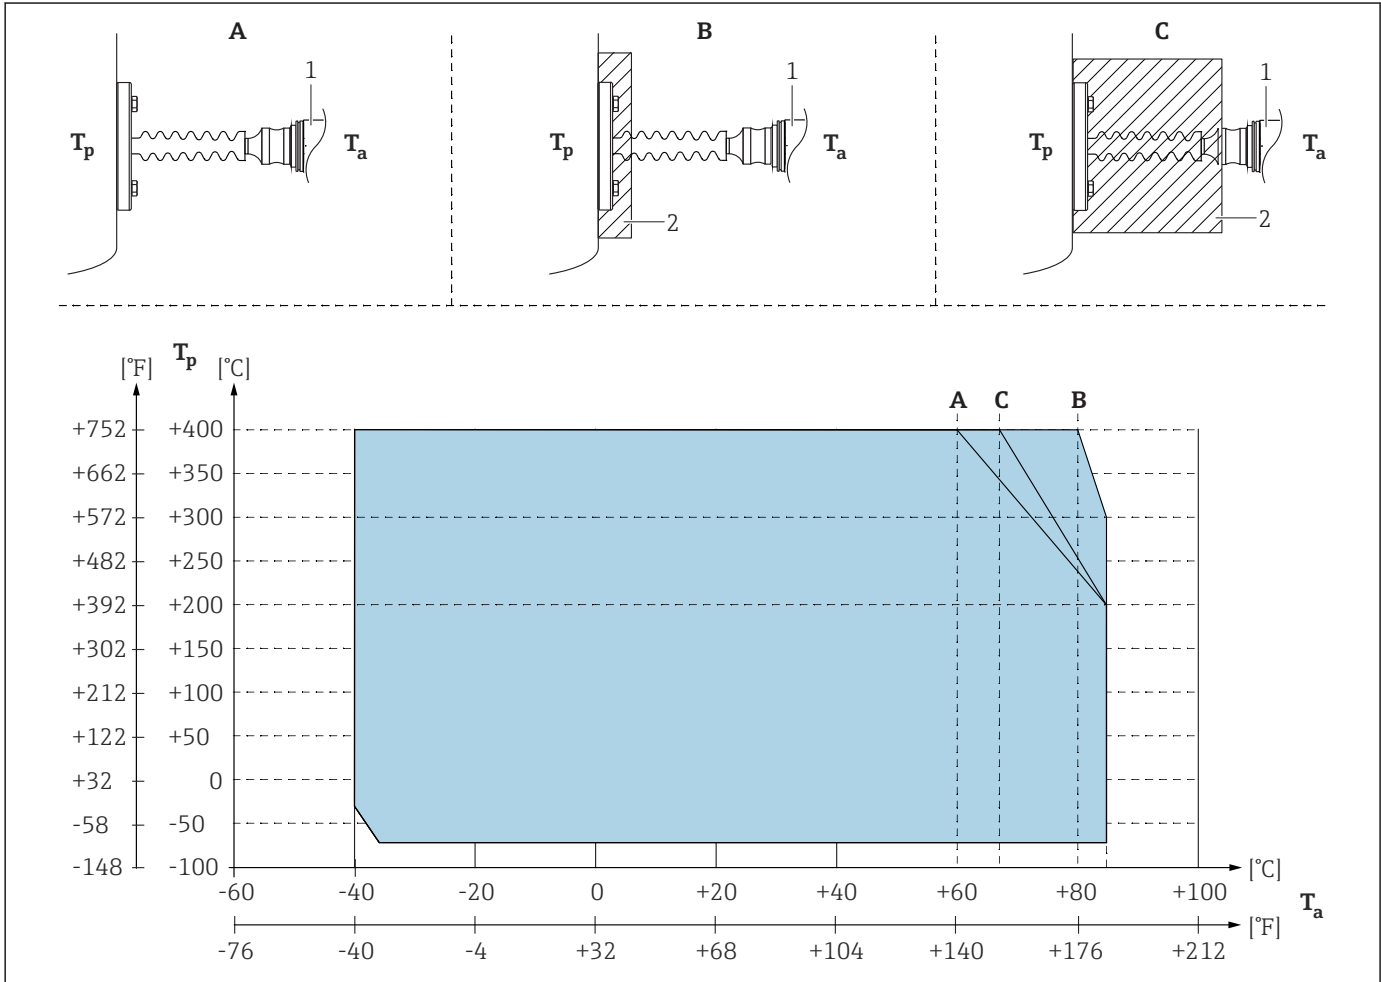 A B C
1 1 1
Tp Ta Tp Ta Tp Ta
2 2
Tp
[°F] [°C]
A C B
+752 +400
+662 +350
+572 +300
+482 +250
+392 +200
+302 +150
+212 +100
+122 +50
+32 0
-58 -50
-148 -100
[°C]
-60 -40 -20 0 +20 +40 +60 +80 +100
Ta
[°F]
-76 -40 -4 +32 +68 +104 +140 +176 +212